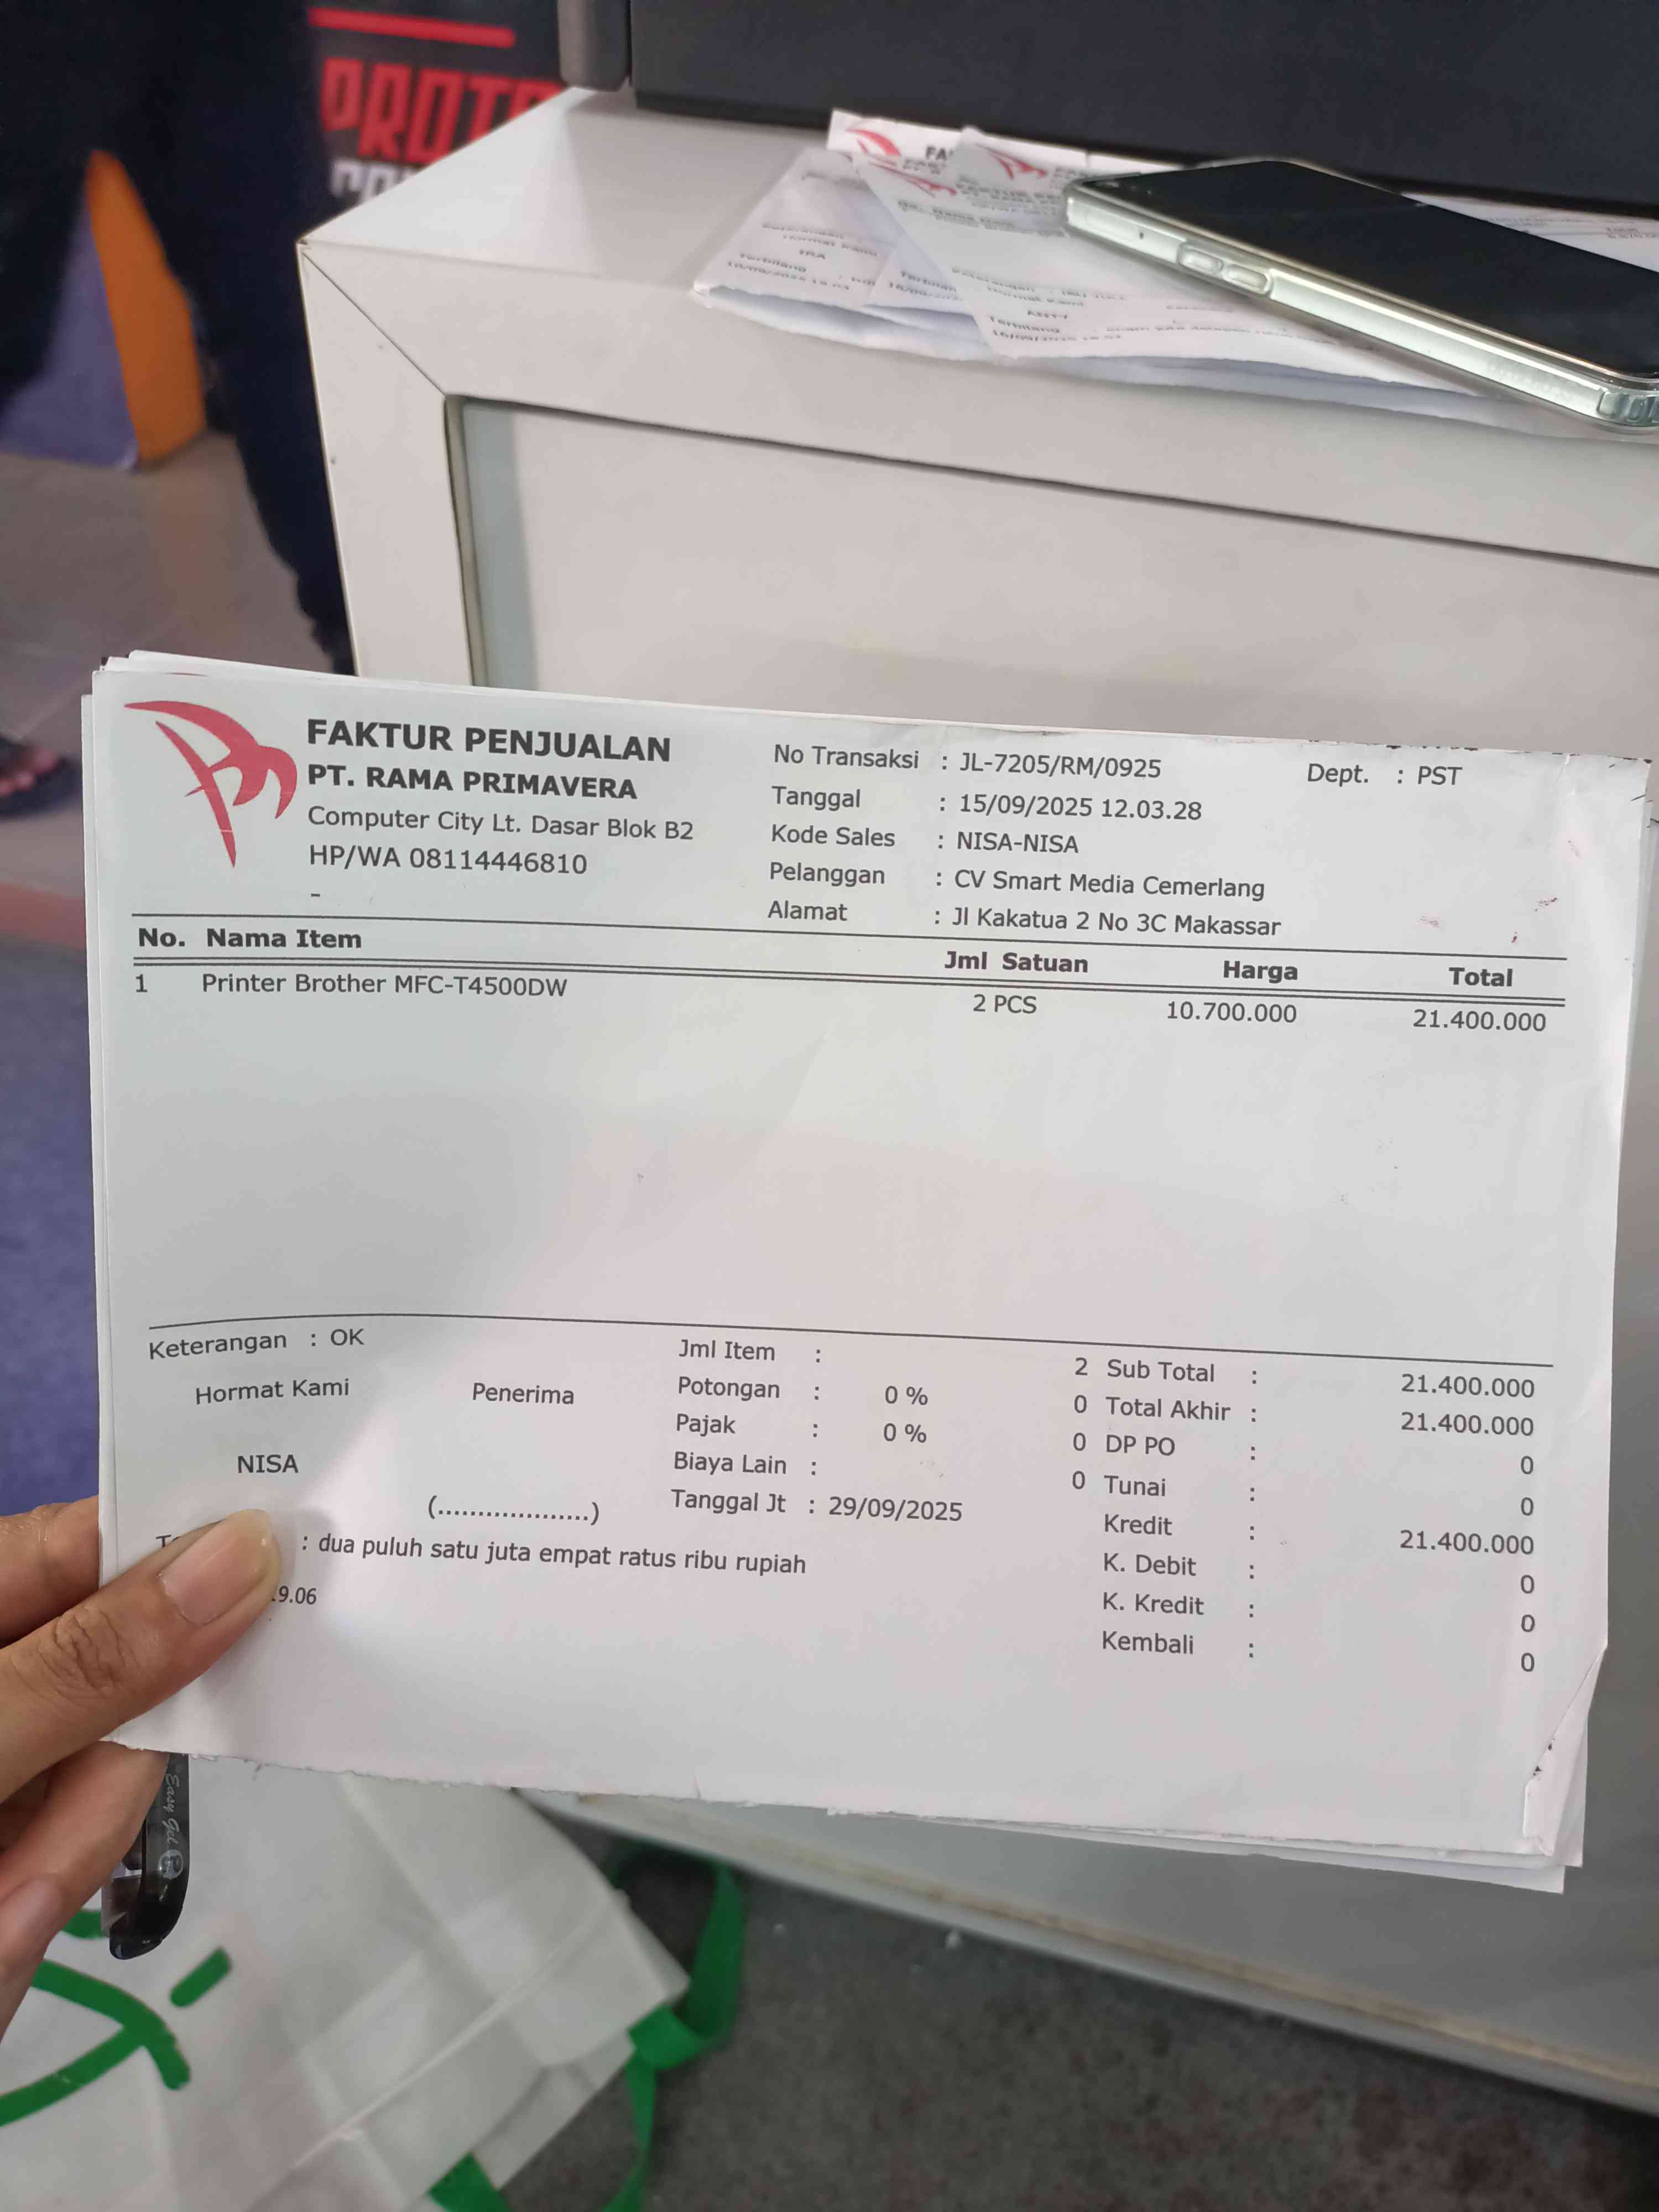 PROTE
FAKTUR PENJUALAN
PT. RAMA PRIMAVERA
Computer City Lt. Dasar Blok B2
HP/WA 08114446810
-
No Transaksi : JL-7205/RM/0925
Dept. : PST
Tanggal : 15/09/2025 12.03.28
Kode Sales : NISA-NISA
Pelanggan : CV Smart Media Cemerlang
Alamat : Jl Kakatua 2 No 3C Makassar
No. Nama Item Jml Satuan Harga Total
1 Printer Brother MFC-T4500DW 2 PCS 10.700.000 21.400.000
Keterangan : OK
Hormat Kami
Penerima
NISA
(...................)
Jml Item : 2
Potongan : 0 % 0
Pajak : 0 % 0
Biaya Lain : 0
Tanggal Jt : 29/09/2025
Sub Total : 21.400.000
Total Akhir : 21.400.000
DP PO : 0
Tunai : 0
Kredit : 21.400.000
K. Debit : 0
K. Kredit : 0
Kembali : 0
: dua puluh satu juta empat ratus ribu rupiah
9.06
Easy Gel